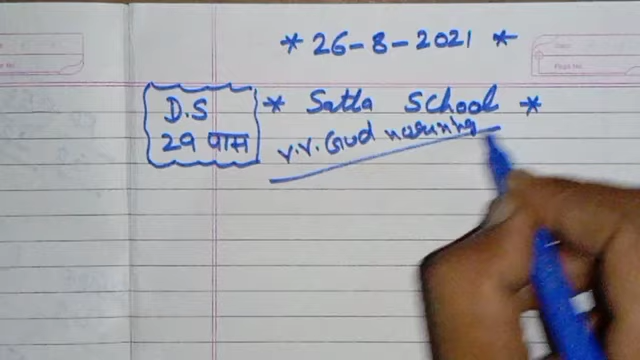 * 26-8-2021 *
D.S
29 पास
* Satta School *
v.v. Gud